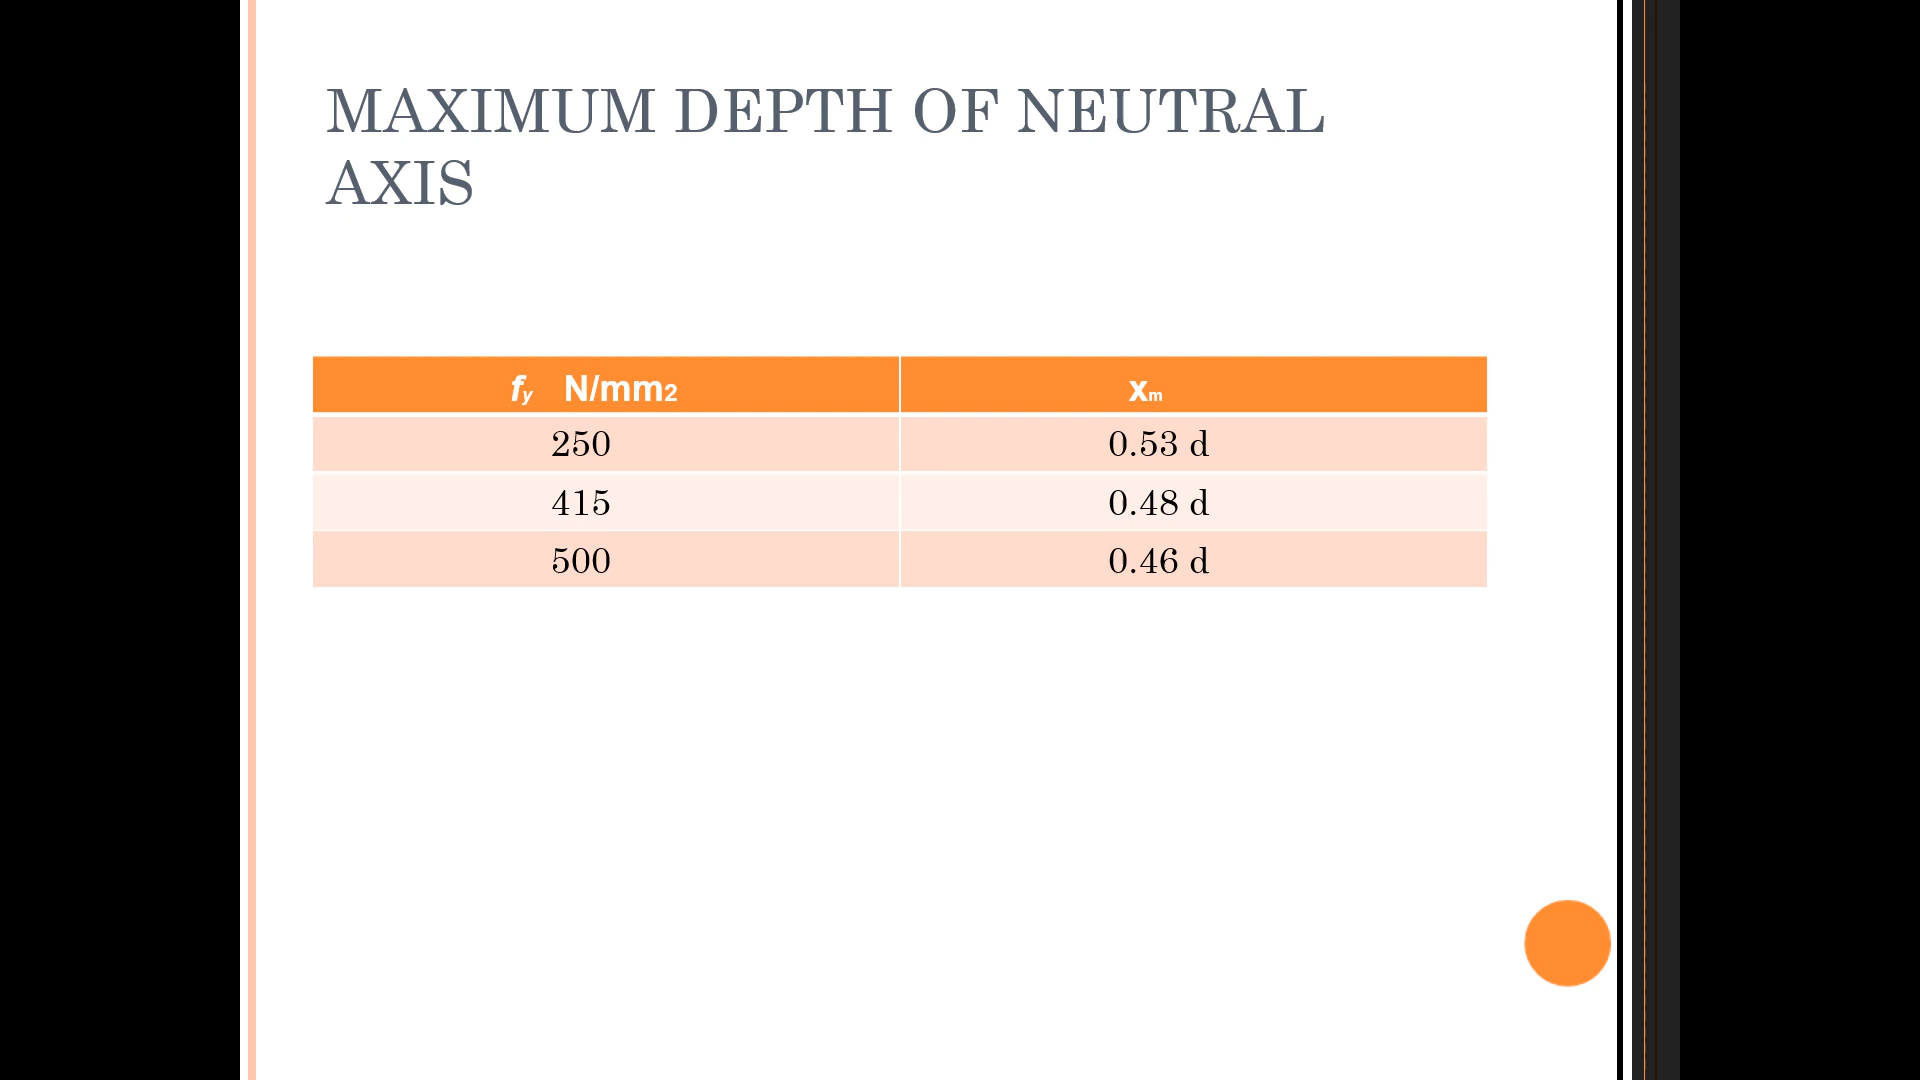 MAXIMUM DEPTH OF NEUTRAL
AXIS
fy N/mm2 xm
250 0.53 d
415 0.48 d
500 0.46 d